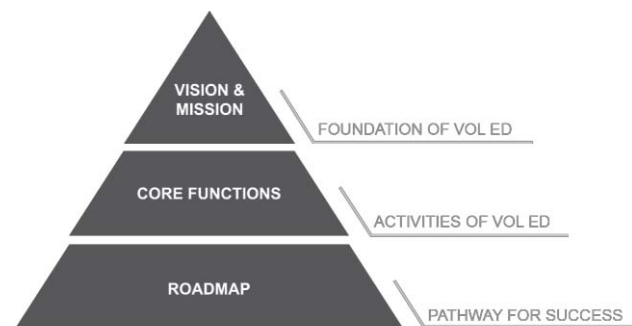 VISION &
MISSION
FOUNDATION OF VOL ED
CORE FUNCTIONS
ACTIVITIES OF VOL ED
ROADMAP
PATHWAY FOR SUCCESS